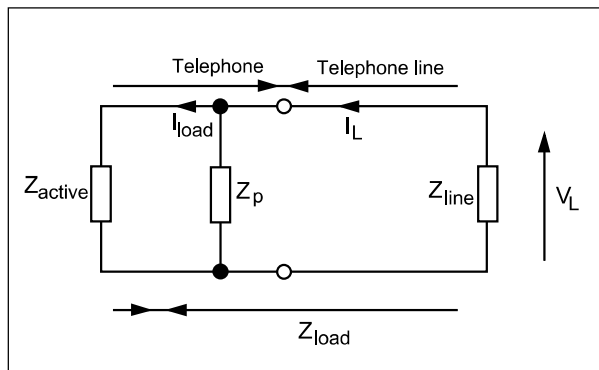 Telephone Telephone line
Iload IL
Zactive Zp Zline VL
Zload